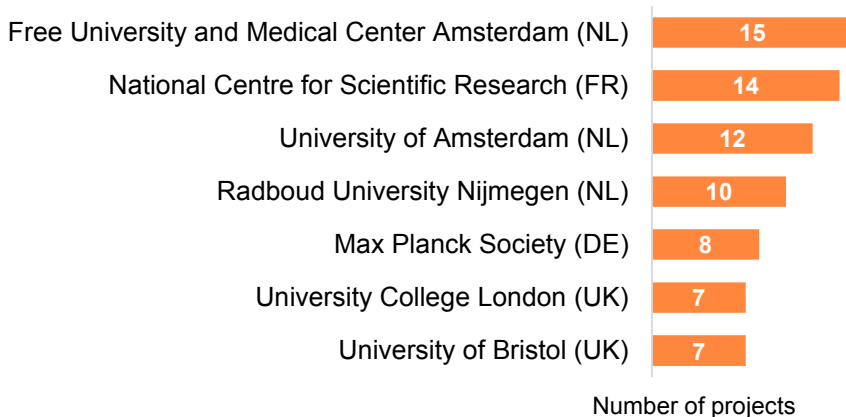 Free University and Medical Center Amsterdam (NL) 15
National Centre for Scientific Research (FR) 14
University of Amsterdam (NL) 12
Radboud University Nijmegen (NL) 10
Max Planck Society (DE) 8
University College London (UK) 7
University of Bristol (UK) 7
Number of projects